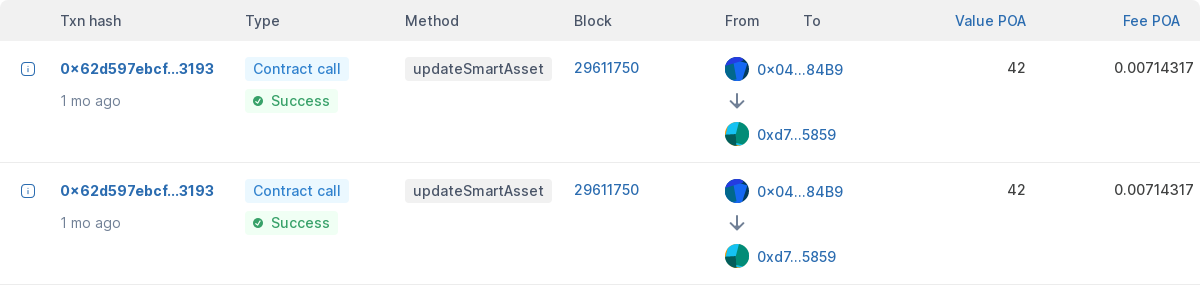 Txn hash Type Method Block From To Value POA Fee POA
0x62d597ebcf...3193 Contract call updateSmartAsset 29611750 0x04...84B9 42 0.00714317
1 mo ago Success
0xd7...5859
0x62d597ebcf...3193 Contract call updateSmartAsset 29611750 0x04...84B9 42 0.00714317
1 mo ago Success
0xd7...5859